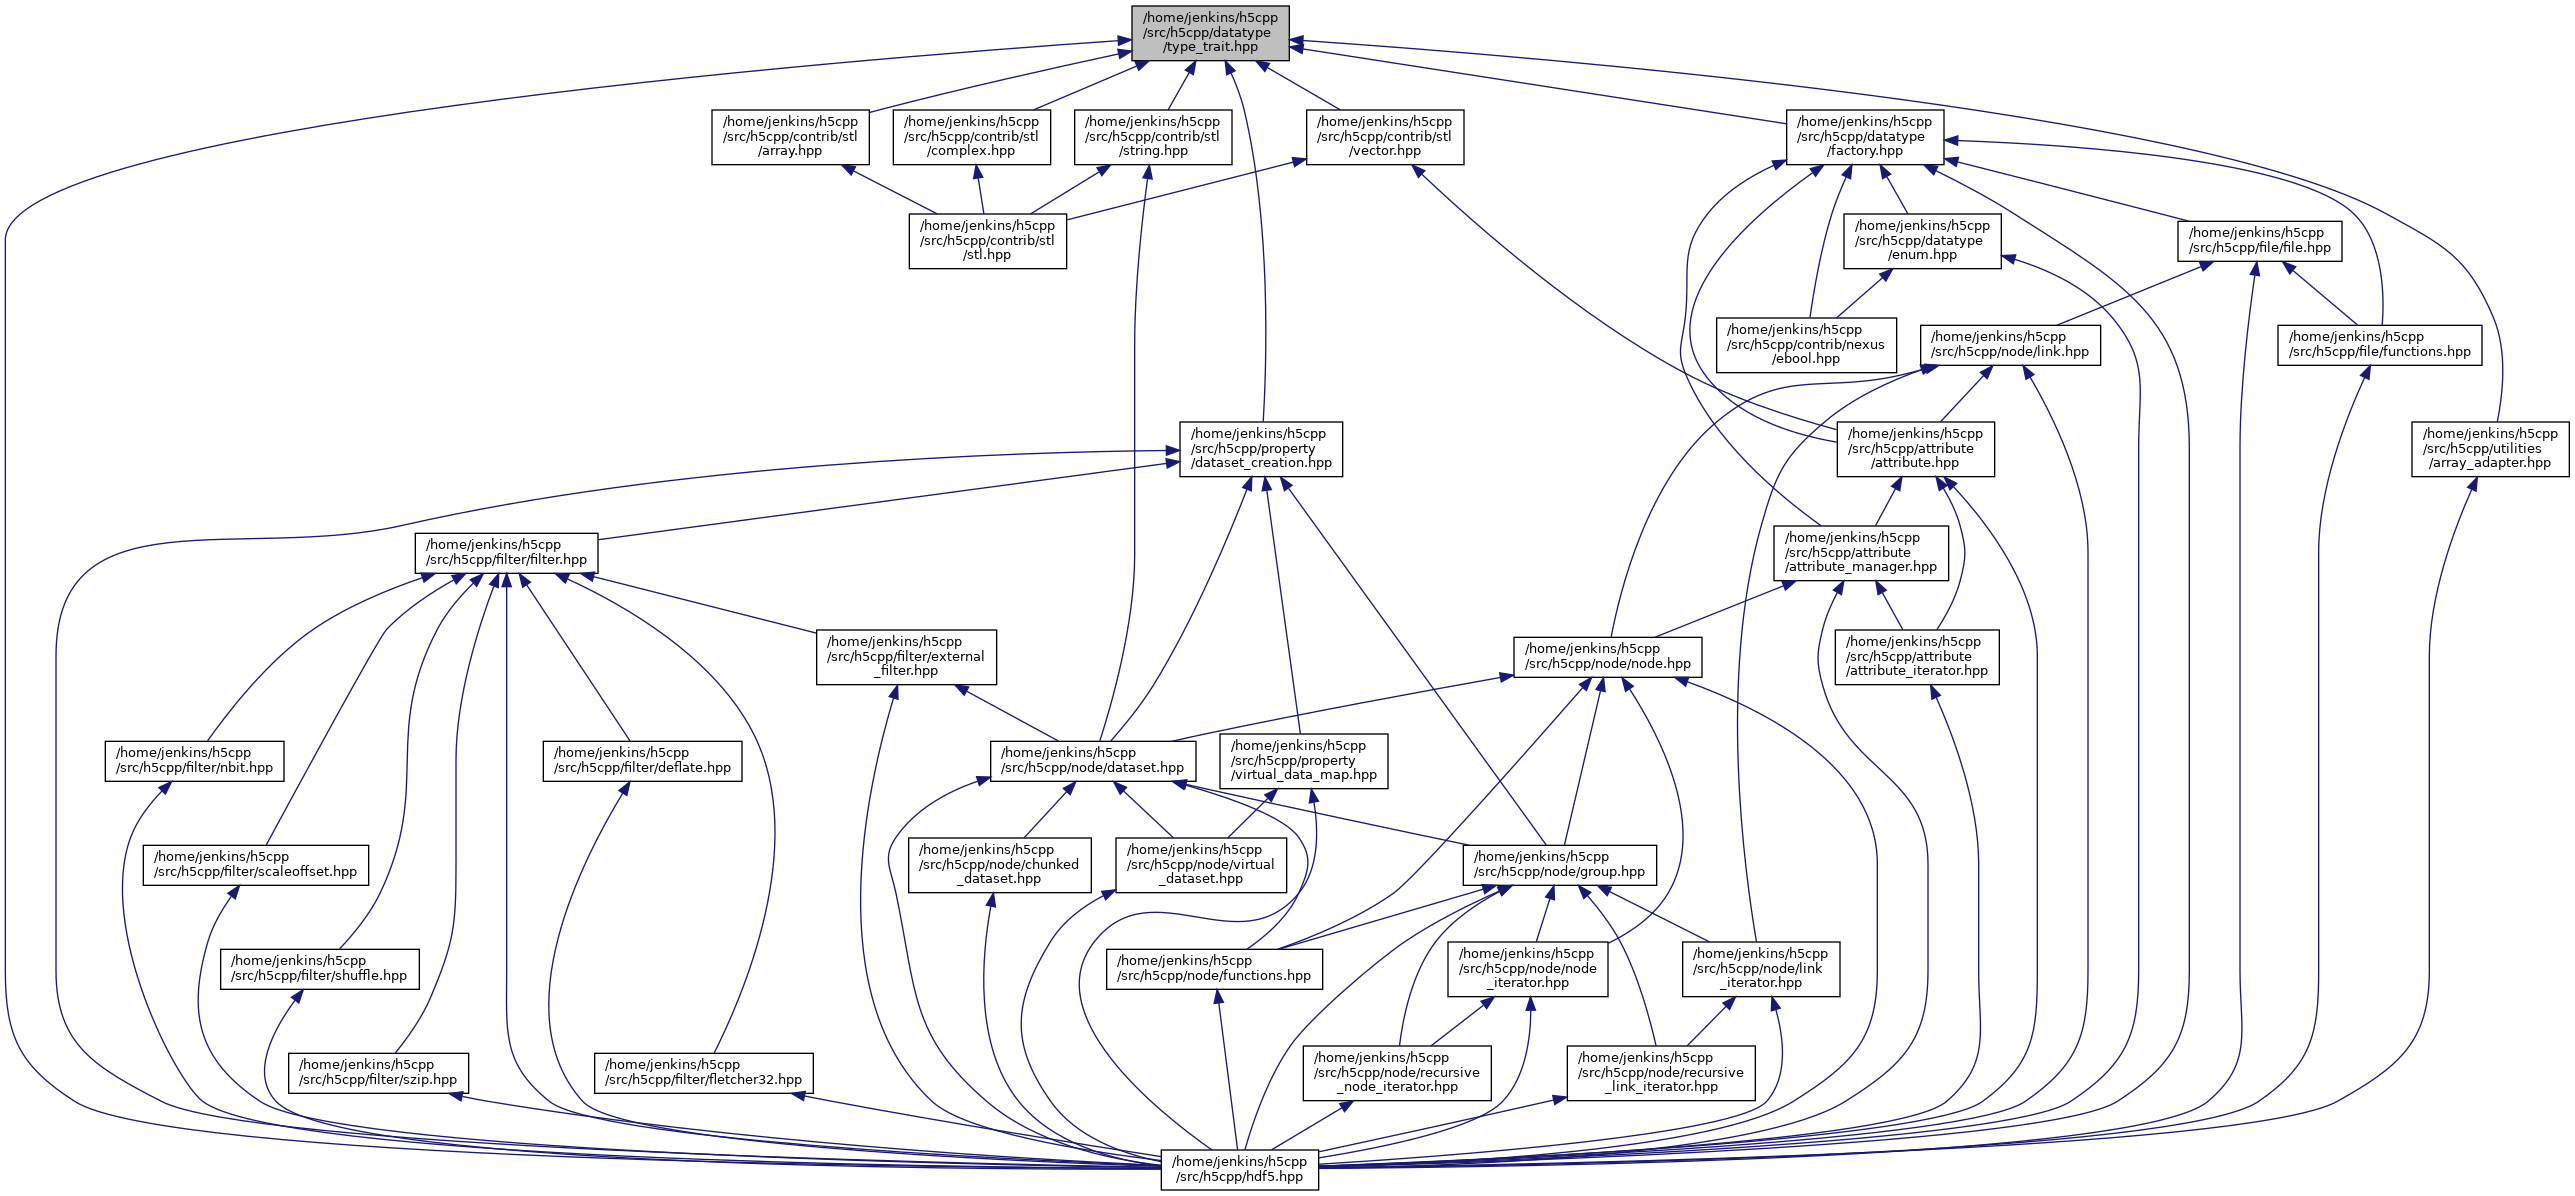 /home/jenkins/h5cpp
/src/h5cpp/datatype
/type_trait.hpp
/home/jenkins/h5cpp
/src/h5cpp/contrib/stl
/array.hpp
/home/jenkins/h5cpp
/src/h5cpp/contrib/stl
/complex.hpp
/home/jenkins/h5cpp
/src/h5cpp/contrib/stl
/string.hpp
/home/jenkins/h5cpp
/src/h5cpp/contrib/stl
/vector.hpp
/home/jenkins/h5cpp
/src/h5cpp/datatype
/factory.hpp
/home/jenkins/h5cpp
/src/h5cpp/contrib/stl
/stl.hpp
/home/jenkins/h5cpp
/src/h5cpp/datatype
/enum.hpp
/home/jenkins/h5cpp
/src/h5cpp/file/file.hpp
/home/jenkins/h5cpp
/src/h5cpp/contrib/nexus
/ebool.hpp
/home/jenkins/h5cpp
/src/h5cpp/node/link.hpp
/home/jenkins/h5cpp
/src/h5cpp/file/functions.hpp
/home/jenkins/h5cpp
/src/h5cpp/property
/dataset_creation.hpp
/home/jenkins/h5cpp
/src/h5cpp/attribute
/attribute.hpp
/home/jenkins/h5cpp
/src/h5cpp/utilities
/array_adapter.hpp
/home/jenkins/h5cpp
/src/h5cpp/filter/filter.hpp
/home/jenkins/h5cpp
/src/h5cpp/attribute
/attribute_manager.hpp
/home/jenkins/h5cpp
/src/h5cpp/filter/external
_filter.hpp
/home/jenkins/h5cpp
/src/h5cpp/node/node.hpp
/home/jenkins/h5cpp
/src/h5cpp/attribute
/attribute_iterator.hpp
/home/jenkins/h5cpp
/src/h5cpp/filter/nbit.hpp
/home/jenkins/h5cpp
/src/h5cpp/filter/deflate.hpp
/home/jenkins/h5cpp
/src/h5cpp/node/dataset.hpp
/home/jenkins/h5cpp
/src/h5cpp/property
/virtual_data_map.hpp
/home/jenkins/h5cpp
/src/h5cpp/filter/scaleoffset.hpp
/home/jenkins/h5cpp
/src/h5cpp/node/chunked
_dataset.hpp
/home/jenkins/h5cpp
/src/h5cpp/node/virtual
_dataset.hpp
/home/jenkins/h5cpp
/src/h5cpp/node/group.hpp
/home/jenkins/h5cpp
/src/h5cpp/filter/shuffle.hpp
/home/jenkins/h5cpp
/src/h5cpp/node/functions.hpp
/home/jenkins/h5cpp
/src/h5cpp/node/node
_iterator.hpp
/home/jenkins/h5cpp
/src/h5cpp/node/link
_iterator.hpp
/home/jenkins/h5cpp
/src/h5cpp/filter/szip.hpp
/home/jenkins/h5cpp
/src/h5cpp/filter/fletcher32.hpp
/home/jenkins/h5cpp
/src/h5cpp/node/recursive
_node_iterator.hpp
/home/jenkins/h5cpp
/src/h5cpp/node/recursive
_link_iterator.hpp
/home/jenkins/h5cpp
/src/h5cpp/hdf5.hpp